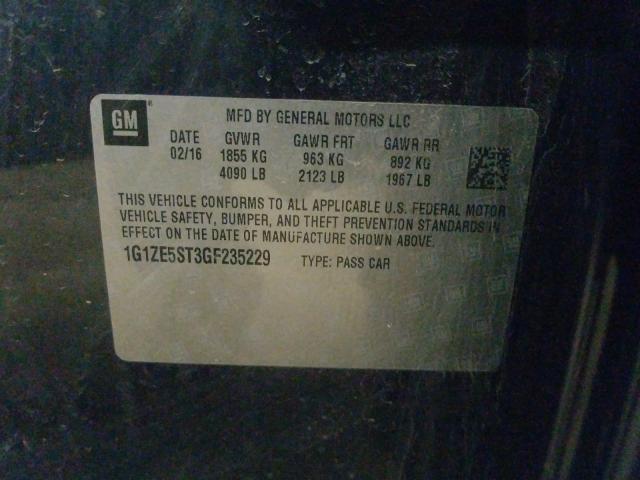 GM
MFD BY GENERAL MOTORS LLC
DATE GVWR GAWR FRT GAWR RR
02/16 1855 KG 963 KG 892 KG
4090 LB 2123 LB 1967 LB
THIS VEHICLE CONFORMS TO ALL APPLICABLE U.S. FEDERAL MOTOR
VEHICLE SAFETY, BUMPER, AND THEFT PREVENTION STANDARDS IN
EFFECT ON THE DATE OF MANUFACTURE SHOWN ABOVE.
1G1ZE5ST3GF235229 TYPE: PASS CAR